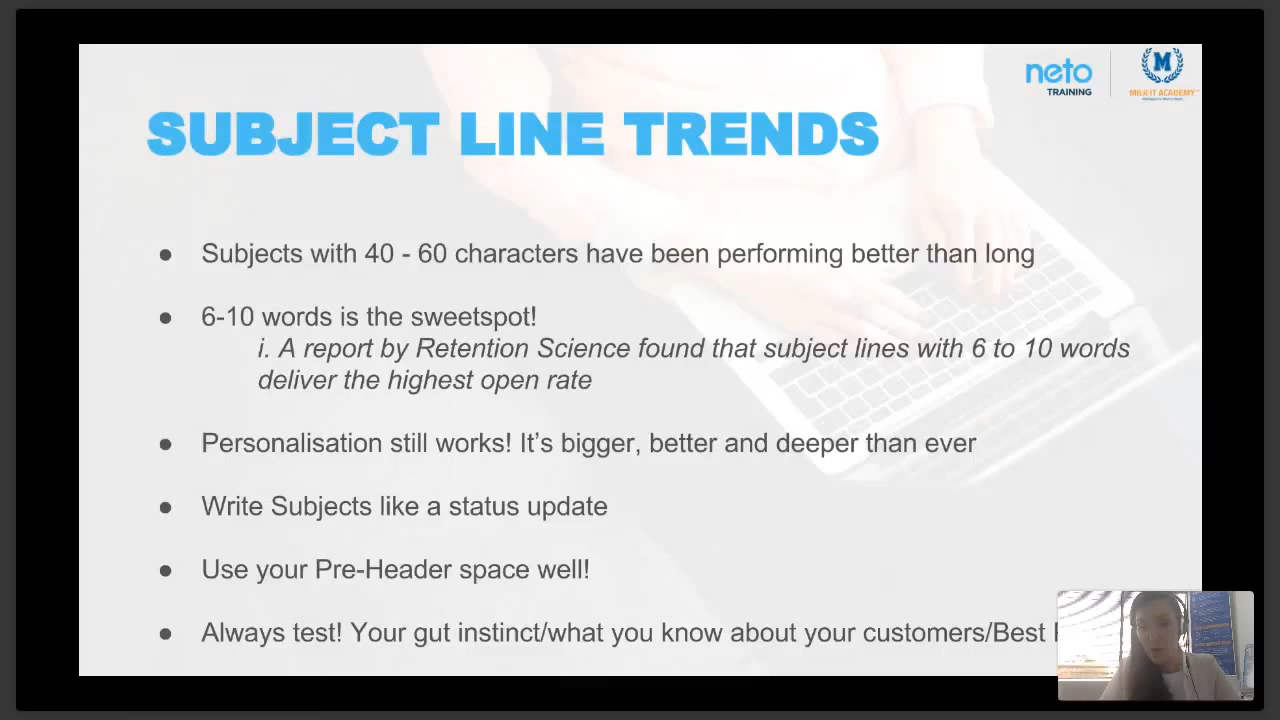 neto
TRAINING
M
MILK IT ACADEMY
SUBJECT LINE TRENDS
● Subjects with 40 - 60 characters have been performing better than long
● 6-10 words is the sweetspot!
i. A report by Retention Science found that subject lines with 6 to 10 words
deliver the highest open rate
● Personalisation still works! It's bigger, better and deeper than ever
● Write Subjects like a status update
● Use your Pre-Header space well!
● Always test! Your gut instinct/what you know about your customers/Best